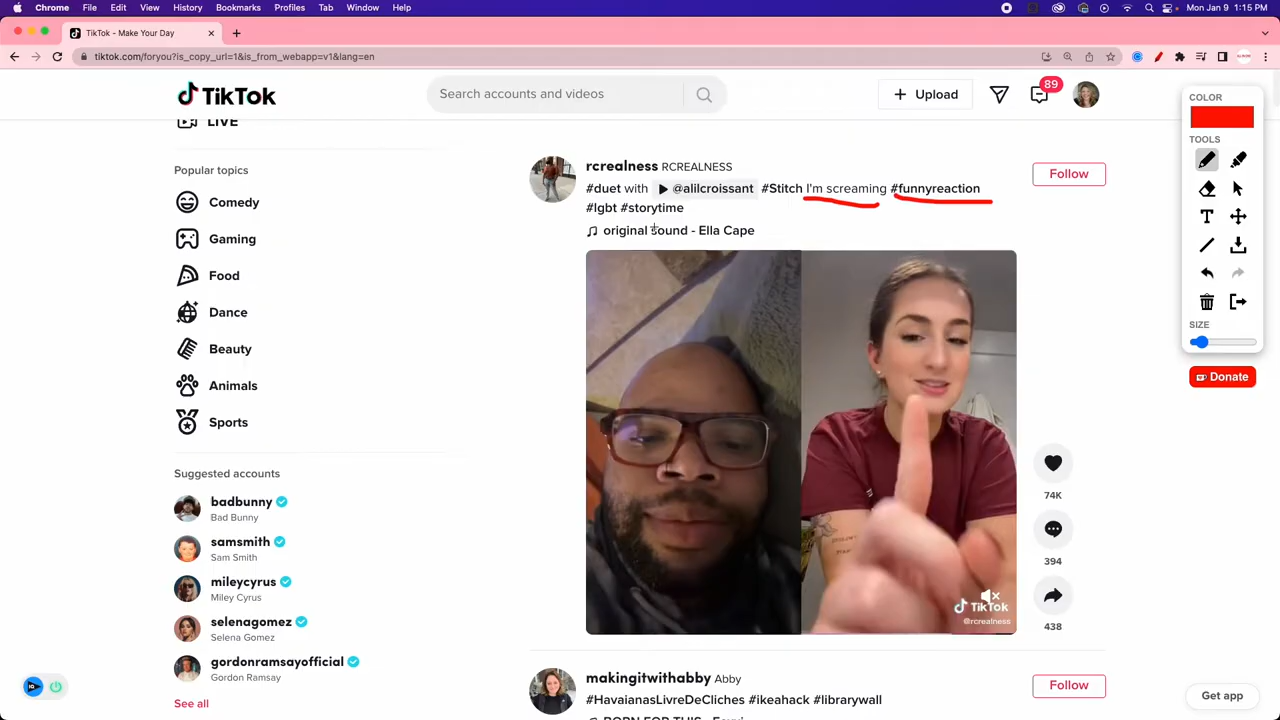 Chrome File Edit View History Bookmarks Profiles Tab Window Help
Mon Jan 9 1:15 PM
TikTok - Make Your Day
tiktok.com/foryou?is_copy_url=1&is_from_webapp=v1&lang=en
TikTok
Search accounts and videos
Upload
89
LIVE
Popular topics
Comedy
Gaming
Food
Dance
Beauty
Animals
Sports
Suggested accounts
badbunny
Bad Bunny
samsmith
Sam Smith
mileycyrus
Miley Cyrus
selenagomez
Selena Gomez
gordonramsayofficial
Gordon Ramsay
See all
rcrealness RCREALNESS
Follow
#duet with @alilcroissant #Stitch I'm screaming #funnyreaction
#lgbt #storytime
original sound - Ella Cape
TikTok
@rcrealness
74K
394
438
makingitwithabby Abby
Follow
#HavaianasLivreDeCliches #ikeahack #librarywall
COLOR
TOOLS
T
SIZE
Donate
Get app